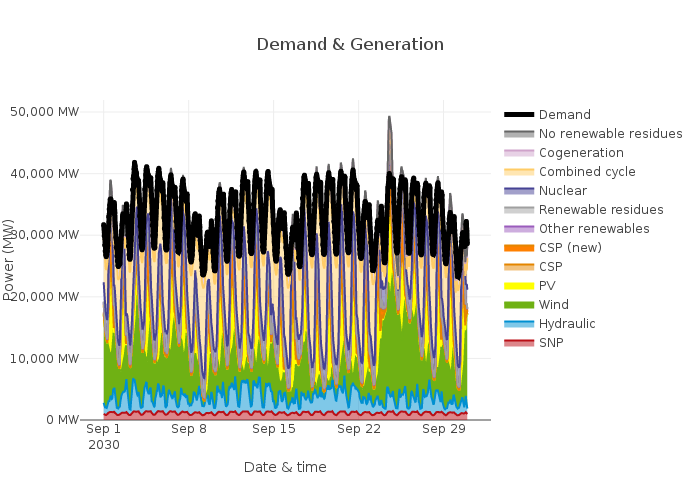 Demand & Generation
50,000 MW
40,000 MW
30,000 MW
20,000 MW
10,000 MW
0 MW
Power (MW)
Sep 1
2030
Sep 8
Sep 15
Sep 22
Sep 29
Date & time
Demand
No renewable residues
Cogeneration
Combined cycle
Nuclear
Renewable residues
Other renewables
CSP (new)
CSP
PV
Wind
Hydraulic
SNP